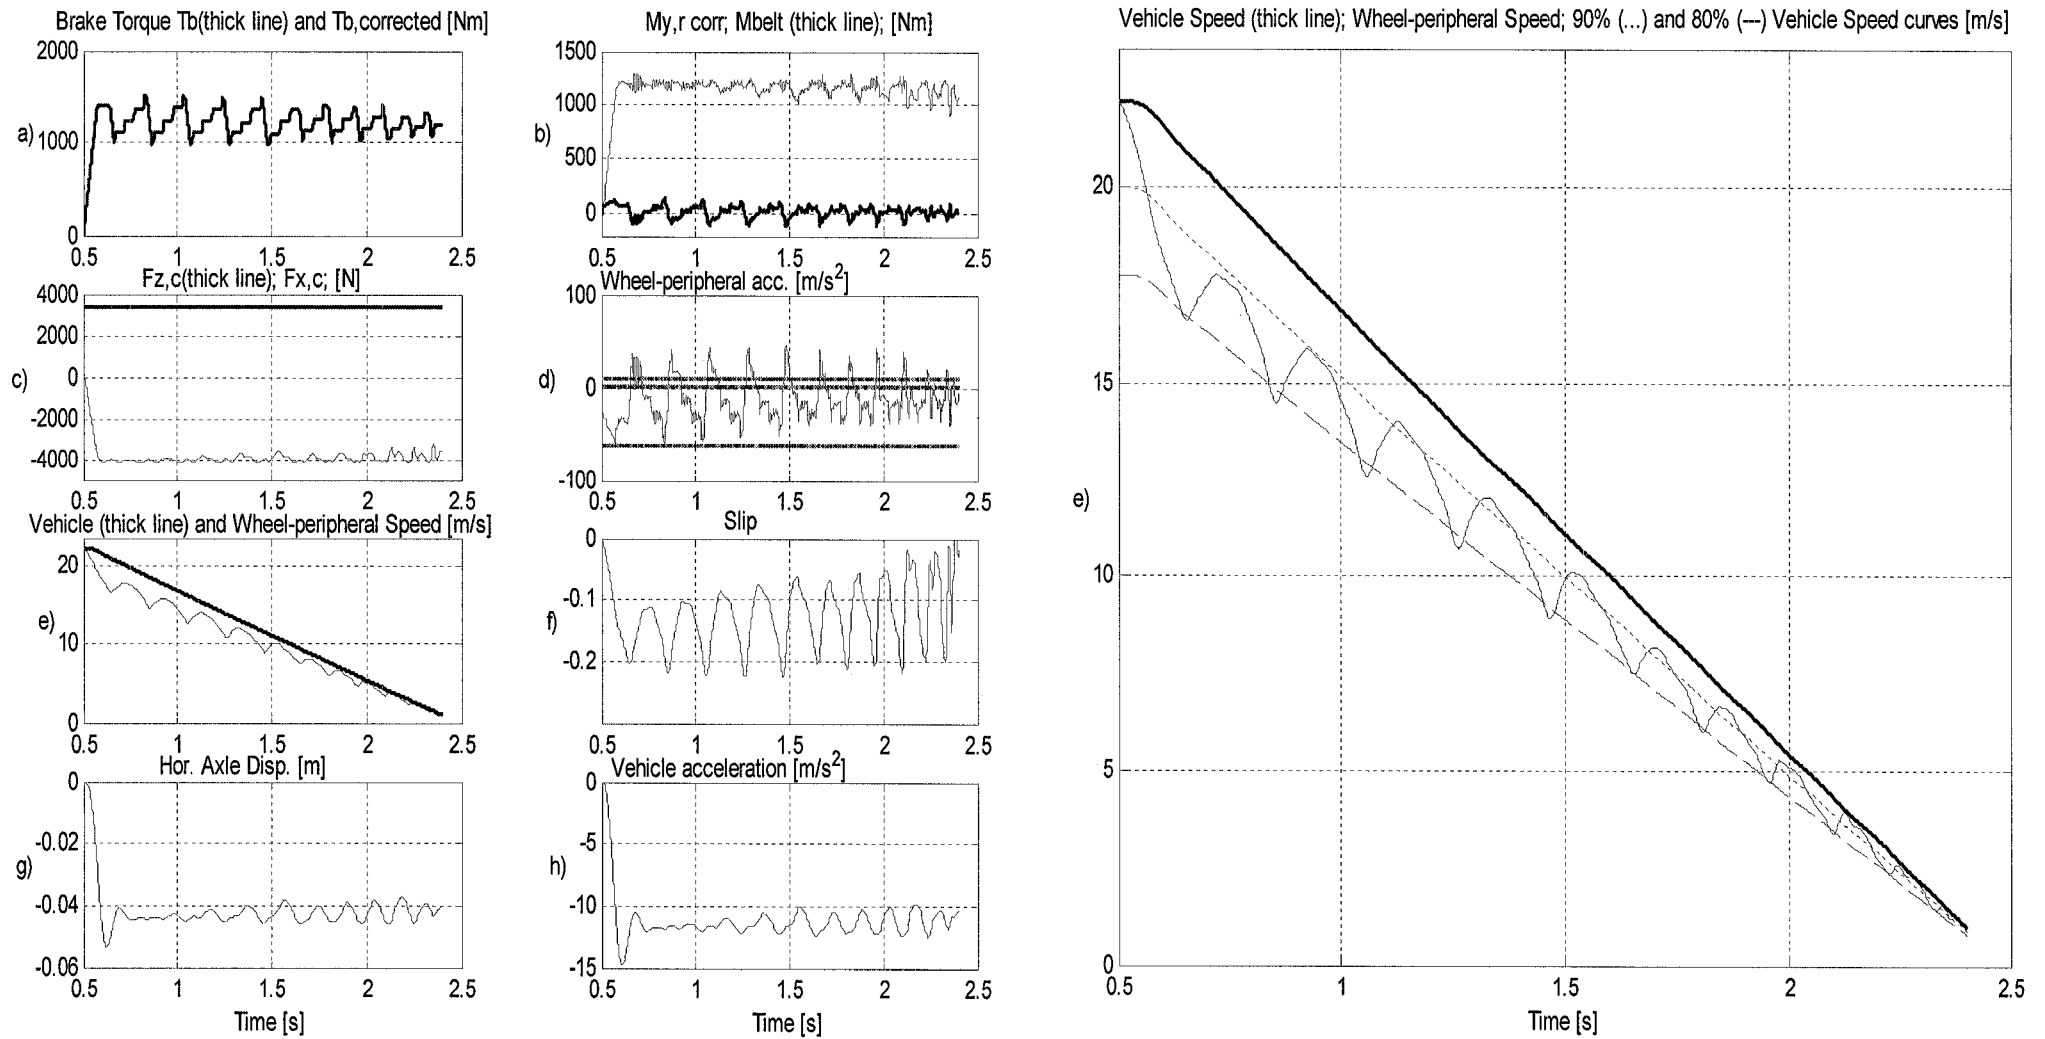 Brake Torque Tb(thick line) and Tb,corrected [Nm]
2000
1000
0
a)
0.5 1 1.5 2 2.5
My,r corr; Mbelt (thick line); [Nm]
1500
1000
500
0
b)
0.5 1 1.5 2 2.5
Fz,c(thick line); Fx,c; [N]
4000
2000
0
-2000
-4000
c)
0.5 1 1.5 2 2.5
Wheel-peripheral acc. [m/s2]
100
0
-100
d)
0.5 1 1.5 2 2.5
Vehicle (thick line) and Wheel-peripheral Speed [m/s]
20
10
0
e)
0.5 1 1.5 2 2.5
Slip
0
-0.1
-0.2
f)
0.5 1 1.5 2 2.5
Hor. Axle Disp. [m]
0
-0.02
-0.04
-0.06
g)
0.5 1 1.5 2 2.5
Time [s]
Vehicle acceleration [m/s2]
0
-5
-10
-15
h)
0.5 1 1.5 2 2.5
Time [s]
Vehicle Speed (thick line); Wheel-peripheral Speed; 90% (...) and 80% (---) Vehicle Speed curves [m/s]
20
15
10
5
0
e)
0.5 1 1.5 2 2.5
Time [s]